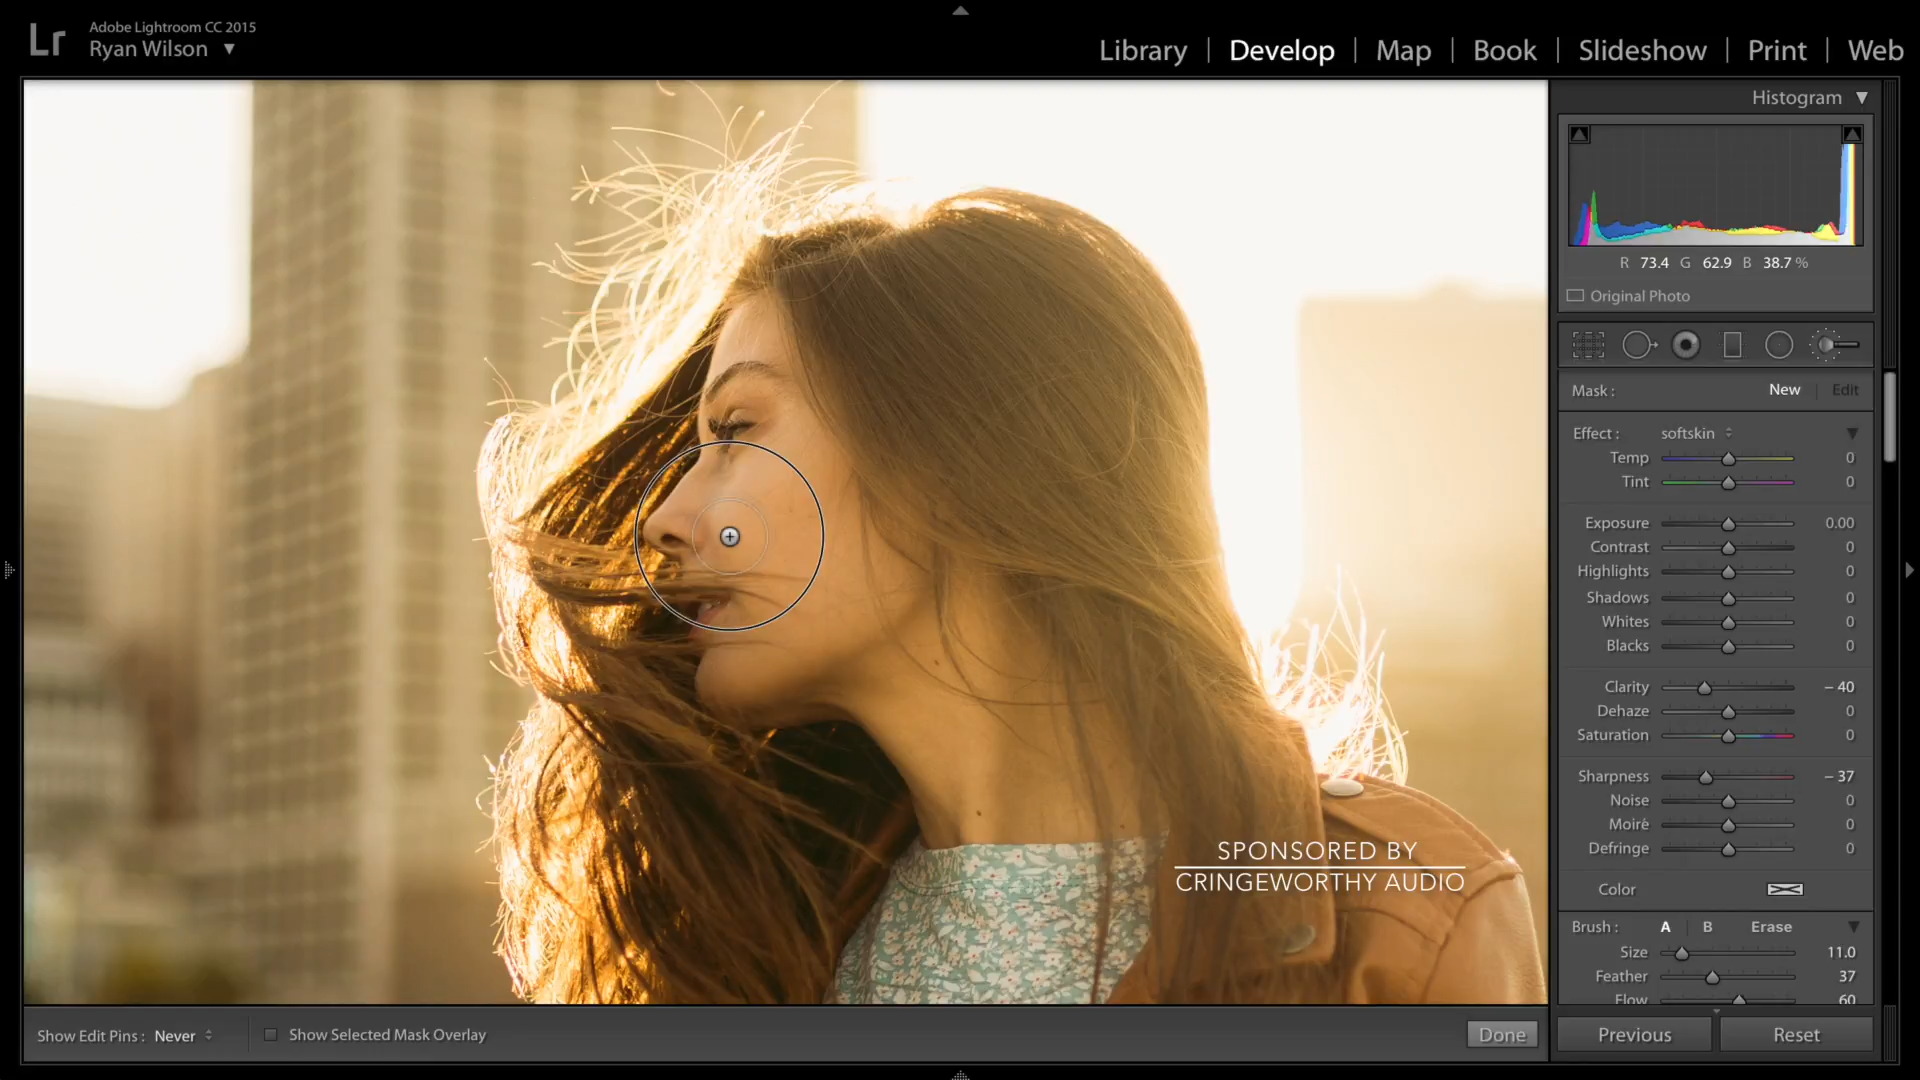 Lr
Adobe Lightroom CC 2015
Ryan Wilson ▼
Library | Develop | Map | Book | Slideshow | Print | Web
Histogram ▼
R 73.4 G 62.9 B 38.7 %
Original Photo
Mask : New | Edit
Effect : softskin
Temp 0
Tint 0
Exposure 0.00
Contrast 0
Highlights 0
Shadows 0
Whites 0
Blacks 0
Clarity – 40
Dehaze 0
Saturation 0
Sharpness – 37
Noise 0
Moiré 0
Defringe 0
Color
Brush : A | B Erase
Size 11.0
Feather 37
Flow 60
SPONSORED BY
CRINGEWORTHY AUDIO
Show Edit Pins : Never
Show Selected Mask Overlay
Done
Previous
Reset